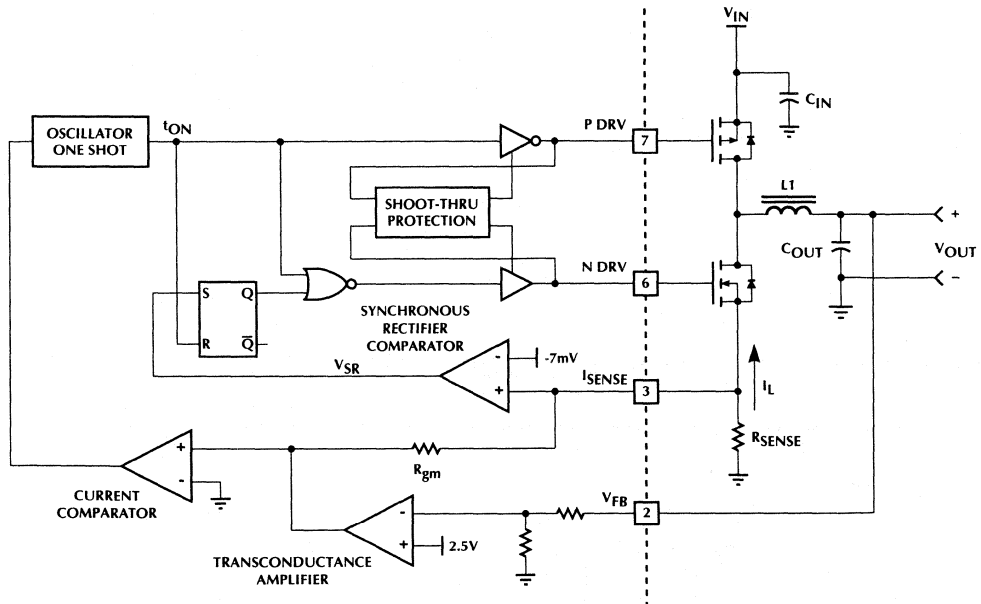 VIN
CIN
OSCILLATOR
ONE SHOT
tON
P DRV
7
SHOOT-THRU
PROTECTION
L1
+
COUT
VOUT
–
N DRV
6
S
Q
R
Q̅
SYNCHRONOUS
RECTIFIER
COMPARATOR
VSR
-
-7mV
+
ISENSE
3
IL
RSENSE
+
-
Rgm
CURRENT
COMPARATOR
VFB
2
-
+
2.5V
TRANSCONDUCTANCE
AMPLIFIER